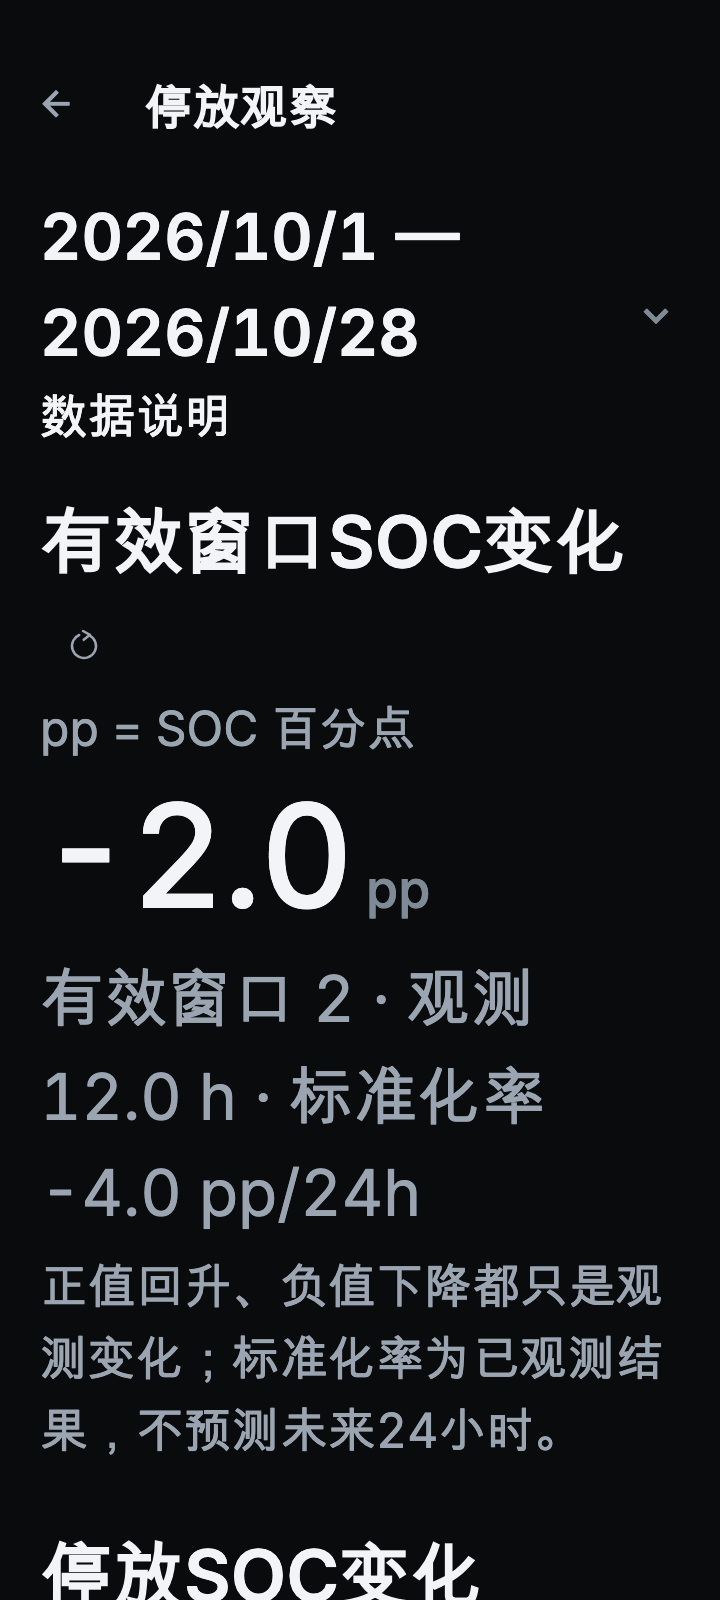 停放观察
2026/10/1 —
2026/10/28
数据说明
有效窗口SOC变化
pp = SOC 百分点
-2.0 pp
有效窗口 2 · 观测
12.0 h · 标准化率
-4.0 pp/24h
正值回升、负值下降都只是观
测变化；标准化率为已观测结
果，不预测未来24小时。
停放SOC变化